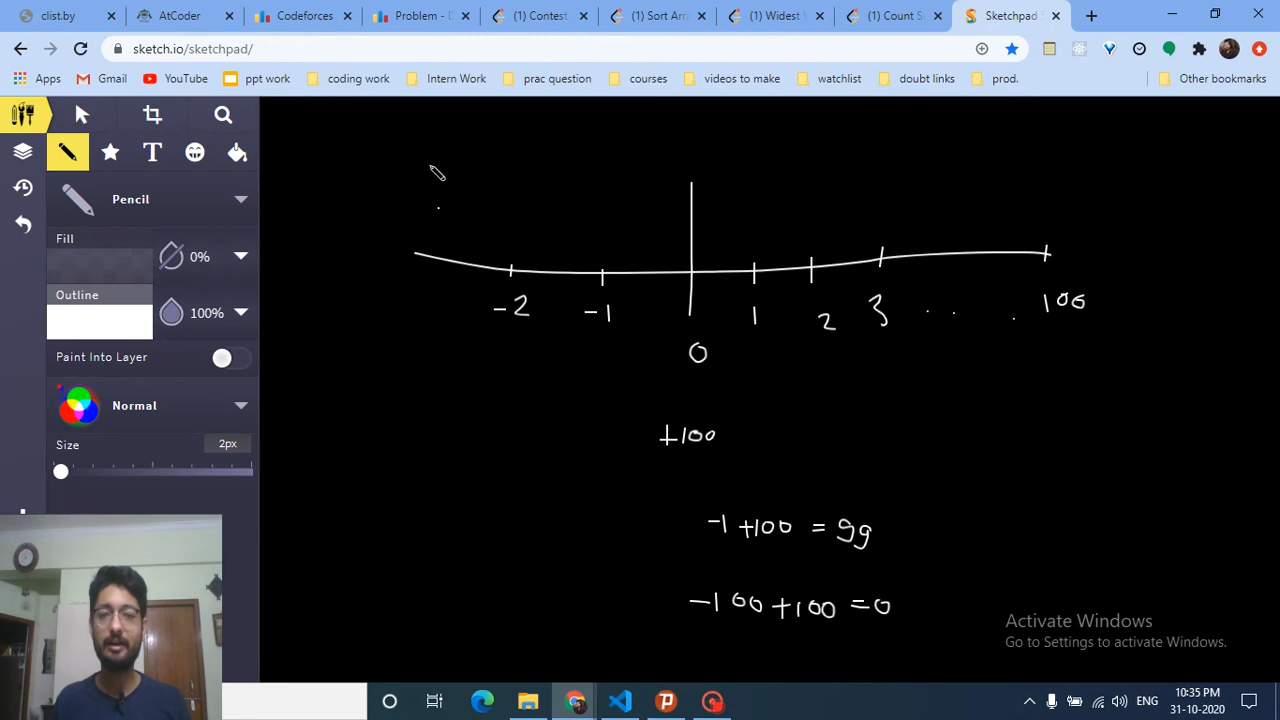 clist.by
AtCoder
Codeforces
Problem - D
(1) Contest
(1) Sort Arra
(1) Widest V
(1) Count S
Sketchpad
sketch.io/sketchpad/
Apps
Gmail
YouTube
ppt work
coding work
Intern Work
prac question
courses
videos to make
watchlist
doubt links
prod.
Other bookmarks
Pencil
Fill
0%
Outline
100%
Paint Into Layer
Normal
Size
2px
-2 -1 0 1 2 3 . . . 100
+100
-1 +100 = 99
-100 +100 = 0
Activate Windows
Go to Settings to activate Windows.
ENG
10:35 PM
31-10-2020